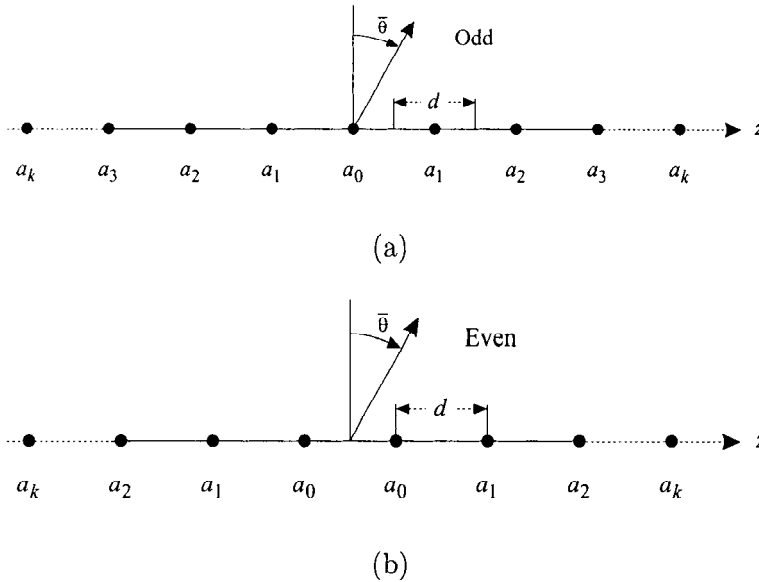 θ̅
Odd
d
z
a_k a_3 a_2 a_1 a_0 a_1 a_2 a_3 a_k
(a)
θ̅
Even
d
z
a_k a_2 a_1 a_0 a_0 a_1 a_2 a_k
(b)